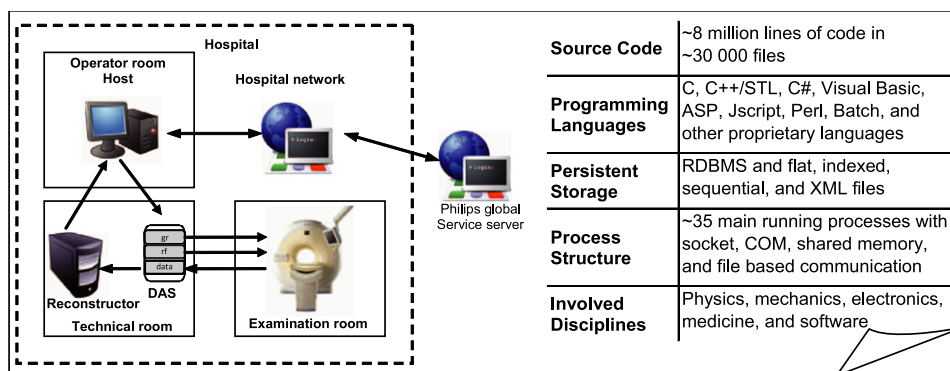 Hospital
Operator room
Host
Hospital network
> Login:
> Login:
Philips global
Service server
gr
rf
data
DAS
Reconstructor
Technical room
Examination room
Source Code
~8 million lines of code in
~30 000 files
Programming
Languages
C, C++/STL, C#, Visual Basic,
ASP, Jscript, Perl, Batch, and
other proprietary languages
Persistent
Storage
RDBMS and flat, indexed,
sequential, and XML files
Process
Structure
~35 main running processes with
socket, COM, shared memory,
and file based communication
Involved
Disciplines
Physics, mechanics, electronics,
medicine, and software